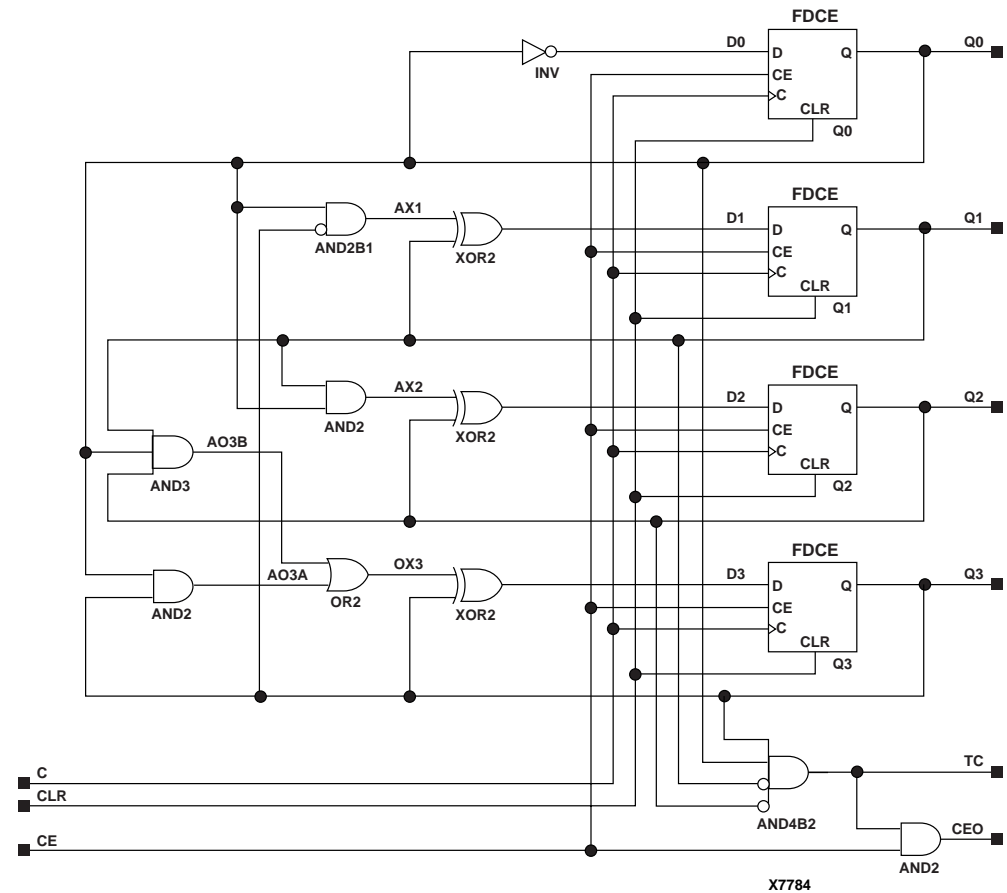 FDCE
D0
D
Q
Q0
CE
INV
C
CLR
Q0
FDCE
AX1
D1
D
Q
Q1
AND2B1
CE
XOR2
C
CLR
Q1
FDCE
AX2
D2
D
Q
Q2
AND2
CE
XOR2
C
AO3B
CLR
Q2
AND3
FDCE
AO3A
OX3
D3
D
Q
Q3
AND2
OR2
XOR2
CE
C
CLR
Q3
C
TC
CLR
AND4B2
CEO
CE
AND2
X7784